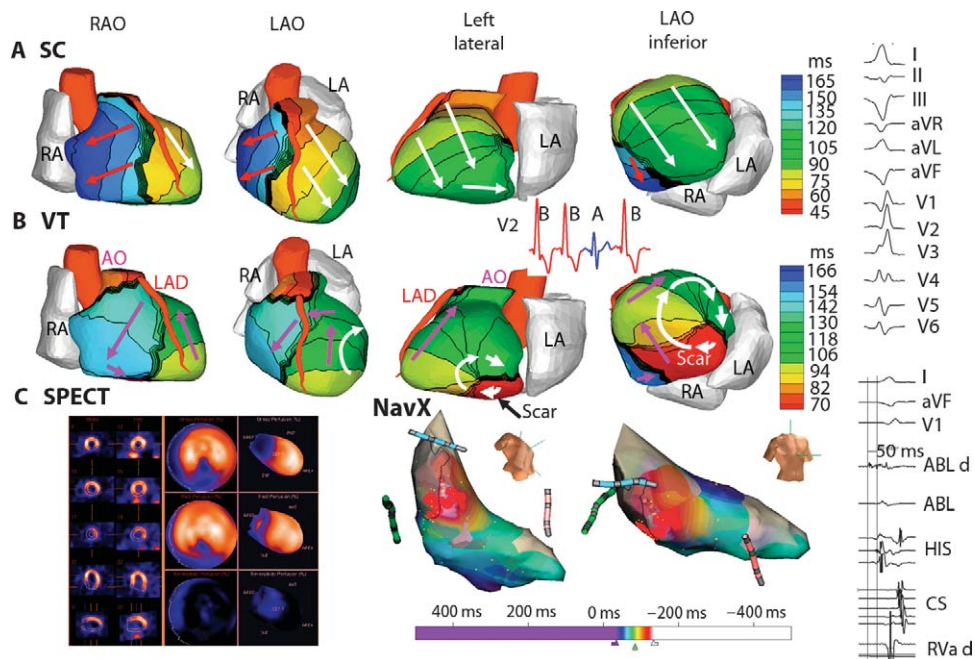 RAO
LAO
Left lateral
LAO inferior
A SC
RA
RA
LA
LA
RA
LA
ms
165
150
135
120
105
90
75
60
45
B VT
AO
LAD
RA
RA
LA
V2
B
B
A
B
LAD
AO
LA
Scar
Scar
RA
LA
ms
166
154
142
130
118
106
94
82
70
C SPECT
NavX
400 ms
200 ms
0 ms
−200 ms
−400 ms
I
II
III
aVR
aVL
aVF
V1
V2
V3
V4
V5
V6
I
aVF
V1
50 ms
ABL d
ABL
HIS
CS
RVa d